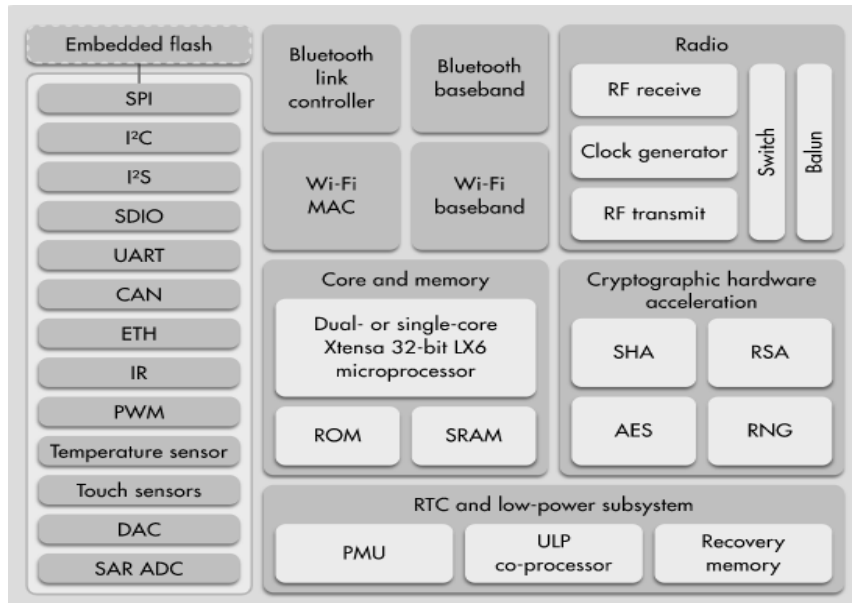 Embedded flash
SPI
I²C
I²S
SDIO
UART
CAN
ETH
IR
PWM
Temperature sensor
Touch sensors
DAC
SAR ADC
Bluetooth
link
controller
Bluetooth
baseband
Wi-Fi
MAC
Wi-Fi
baseband
Radio
RF receive
Clock generator
RF transmit
Switch
Balun
Core and memory
Dual- or single-core
Xtensa 32-bit LX6
microprocessor
ROM
SRAM
Cryptographic hardware
acceleration
SHA
RSA
AES
RNG
RTC and low-power subsystem
PMU
ULP
co-processor
Recovery
memory